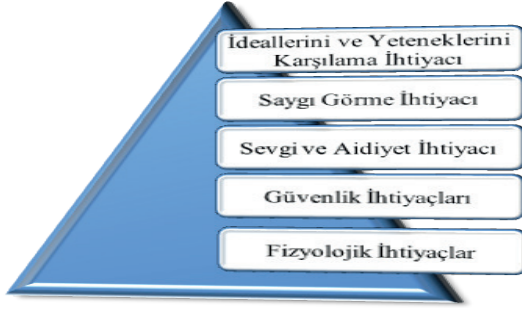 İdeallerini ve Yeteneklerini
Karşılama İhtiyacı
Saygı Görme İhtiyacı
Sevgi ve Aidiyet İhtiyacı
Güvenlik İhtiyaçları
Fizyolojik İhtiyaçlar